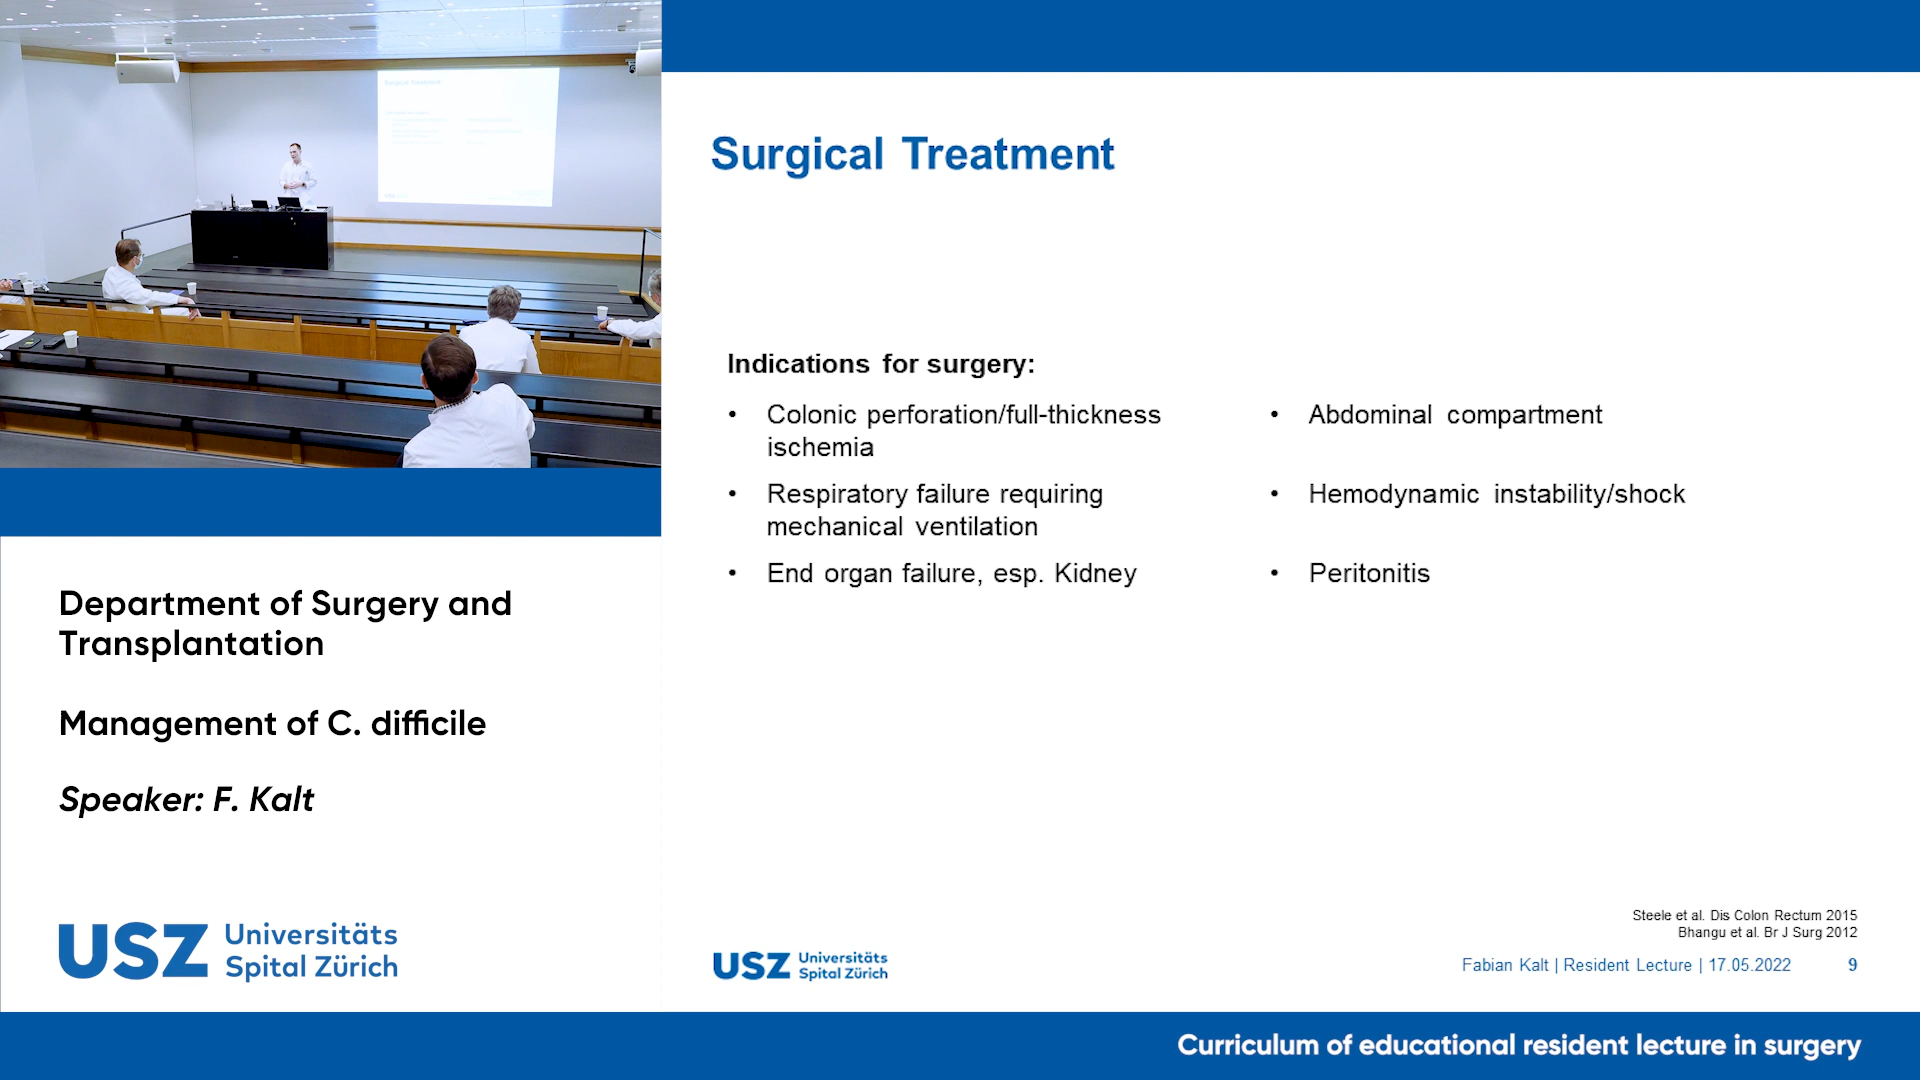 Surgical Treatment
Indications for surgery:
• Colonic perforation/full-thickness
ischemia
• Respiratory failure requiring
mechanical ventilation
• End organ failure, esp. Kidney
• Abdominal compartment
• Hemodynamic instability/shock
• Peritonitis
Steele et al. Dis Colon Rectum 2015
Bhangu et al. Br J Surg 2012
USZ Universitäts
Spital Zürich
Fabian Kalt | Resident Lecture | 17.05.2022 9
Department of Surgery and
Transplantation
Management of C. difficile
Speaker: F. Kalt
USZ Universitäts
Spital Zürich
Curriculum of educational resident lecture in surgery